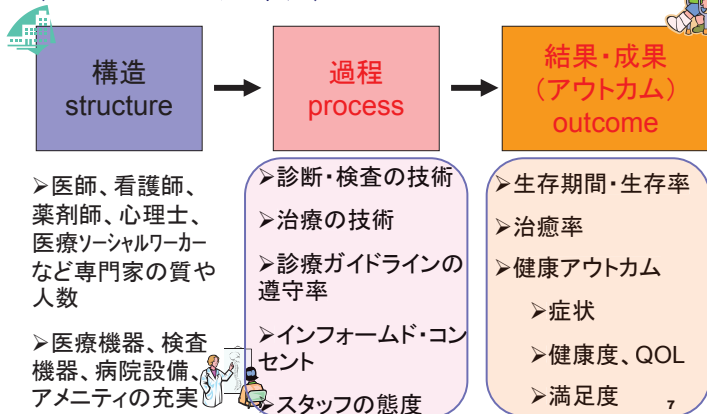 構造
structure
過程
process
結果・成果
(アウトカム)
outcome
➢医師、看護師、
薬剤師、心理士、
医療ソーシャルワーカー
など専門家の質や
人数
➢医療機器、検査
機器、病院設備、
アメニティの充実
➢診断・検査の技術
➢治療の技術
➢診療ガイドラインの
遵守率
➢インフォームド・コン
セント
➢スタッフの態度
➢生存期間・生存率
➢治癒率
➢健康アウトカム
➢症状
➢健康度、QOL
➢満足度
7